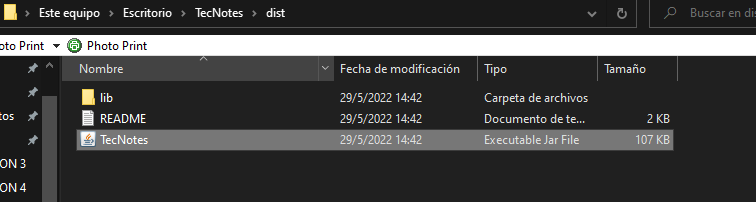 Este equipo > Escritorio > TecNotes > dist
Buscar en dis
oto Print Photo Print
Nombre Fecha de modificación Tipo Tamaño
lib 29/5/2022 14:42 Carpeta de archivos
README 29/5/2022 14:42 Documento de te... 2 KB
tos
TecNotes 29/5/2022 14:42 Executable Jar File 107 KB
ON 3
ON 4